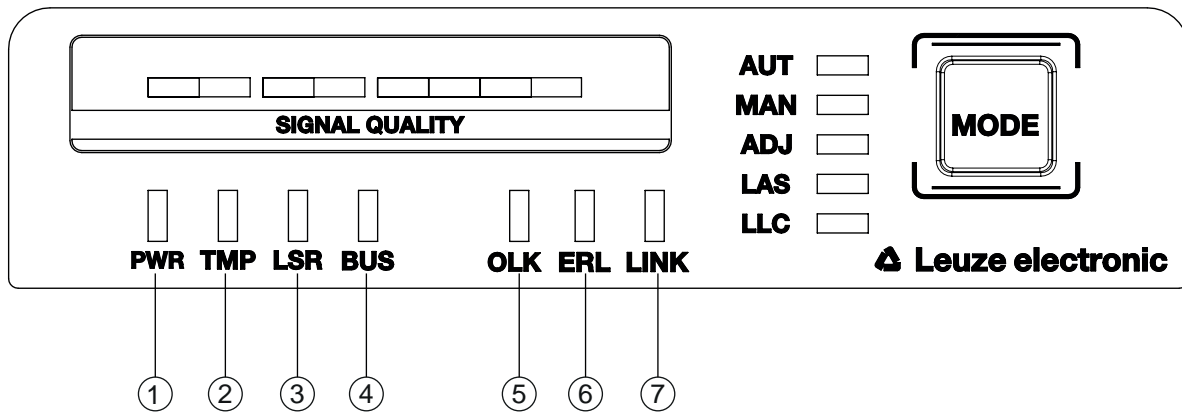 SIGNAL QUALITY
AUT
MAN
ADJ
LAS
LLC
MODE
PWR TMP LSR BUS OLK ERL LINK
Leuze electronic
1 2 3 4 5 6 7